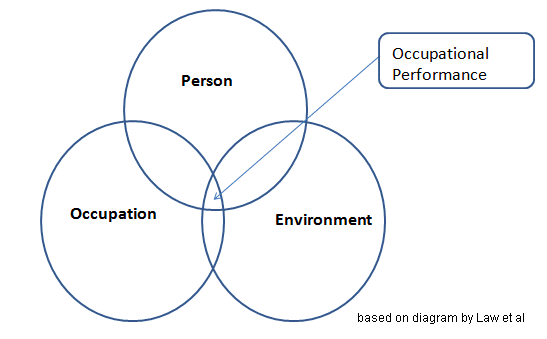 Person
Occupational
Performance
Occupation
Environment
based on diagram by Law et al